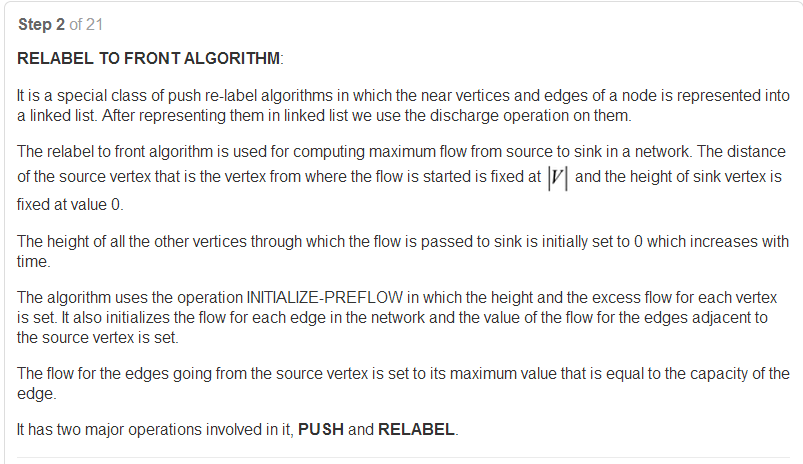 Step 2 of 21
RELABEL TO FRONT ALGORITHM:
It is a special class of push re-label algorithms in which the near vertices and edges of a node is represented into
a linked list. After representing them in linked list we use the discharge operation on them.
The relabel to front algorithm is used for computing maximum flow from source to sink in a network. The distance
of the source vertex that is the vertex from where the flow is started is fixed at |V| and the height of sink vertex is
fixed at value 0.
The height of all the other vertices through which the flow is passed to sink is initially set to 0 which increases with
time.
The algorithm uses the operation INITIALIZE-PREFLOW in which the height and the excess flow for each vertex
is set. It also initializes the flow for each edge in the network and the value of the flow for the edges adjacent to
the source vertex is set.
The flow for the edges going from the source vertex is set to its maximum value that is equal to the capacity of the
edge.
It has two major operations involved in it, PUSH and RELABEL.